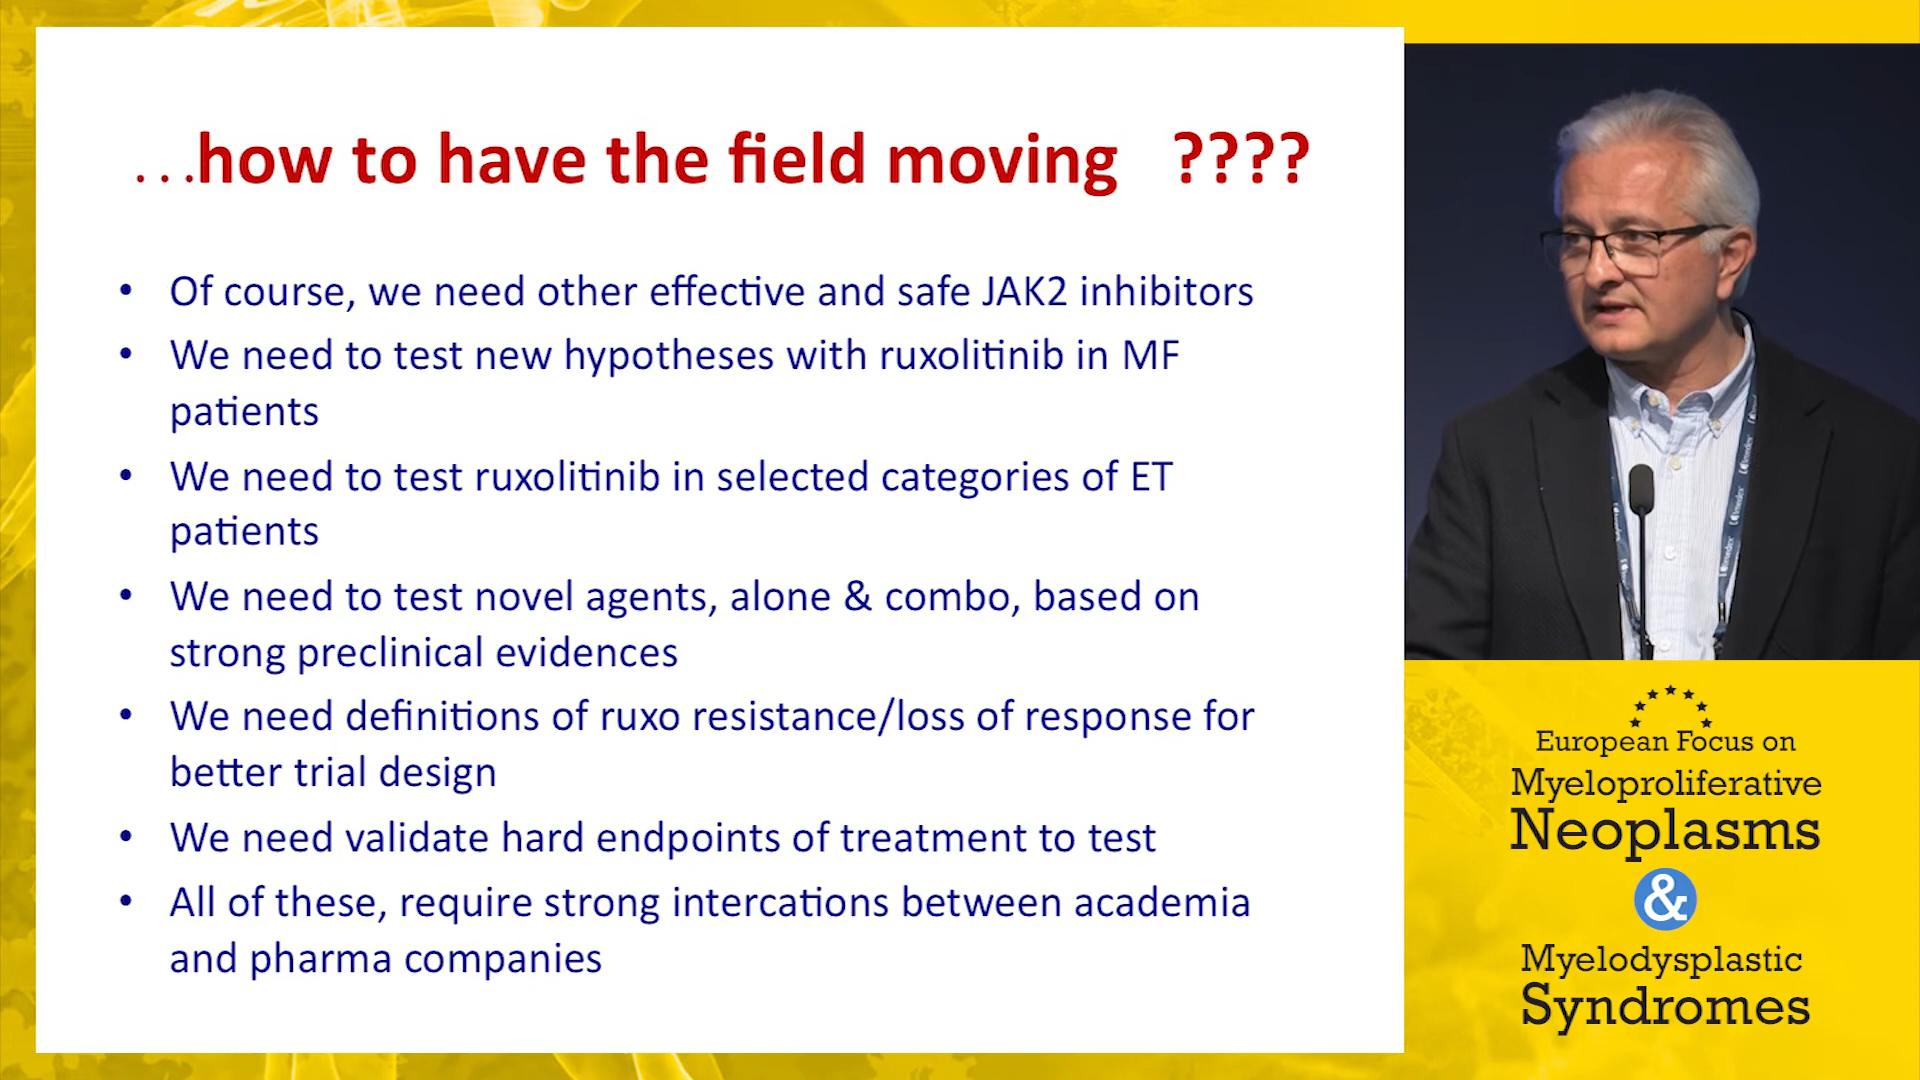 ...how to have the field moving ????
• Of course, we need other effective and safe JAK2 inhibitors
• We need to test new hypotheses with ruxolitinib in MF
patients
• We need to test ruxolitinib in selected categories of ET
patients
• We need to test novel agents, alone & combo, based on
strong preclinical evidences
• We need definitions of ruxo resistance/loss of response for
better trial design
• We need validate hard endpoints of treatment to test
• All of these, require strong intercations between academia
and pharma companies
European Focus on
Myeloproliferative
Neoplasms
&
Myelodysplastic
Syndromes